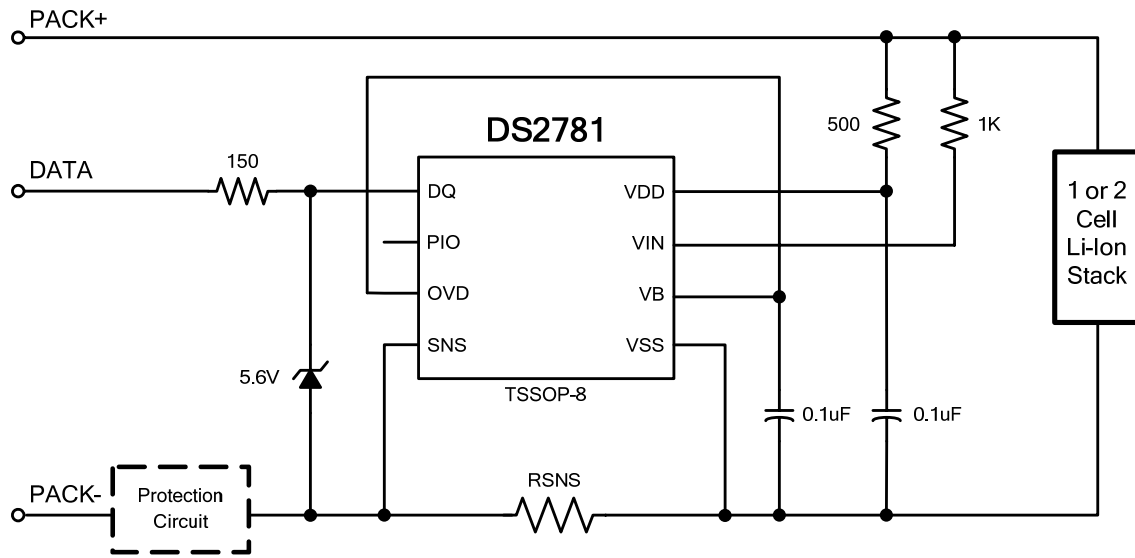 PACK+
DS2781
500
1K
DATA
150
DQ
VDD
PIO
VIN
OVD
VB
SNS
VSS
1 or 2
Cell
Li-Ion
Stack
5.6V
TSSOP-8
0.1uF
0.1uF
RSNS
PACK-
Protection
Circuit